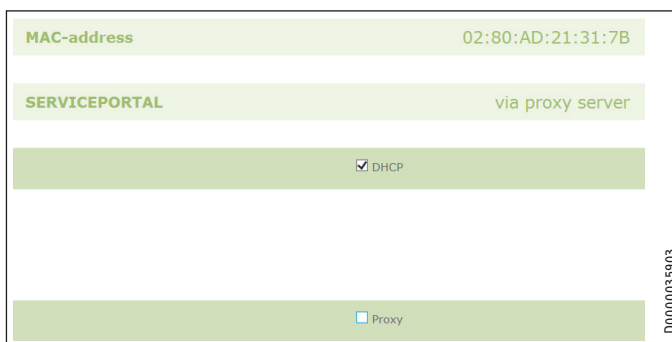 MAC-address 02:80:AD:21:31:7B
SERVICEPORTAL via proxy server
DHCP
Proxy
D0000035903